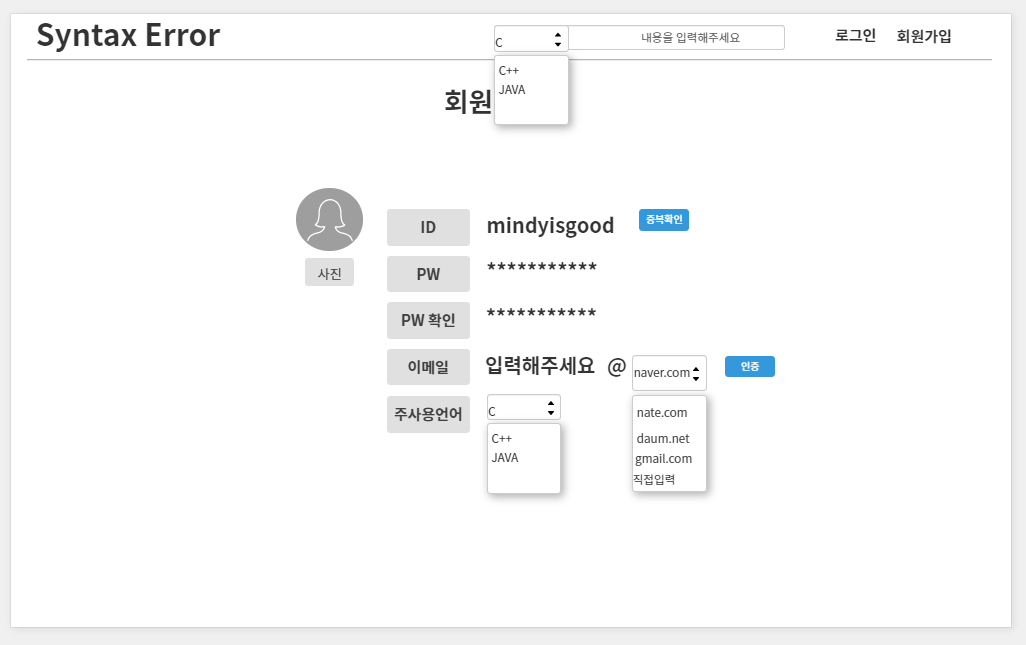 Syntax Error
C
내용을 입력해주세요
로그인
회원가입
C++
JAVA
회원
ID
mindyisgood
중복확인
사진
PW
***********
PW 확인
***********
이메일
입력해주세요 @
naver.com
인증
nate.com
daum.net
gmail.com
직접입력
주사용언어
C
C++
JAVA